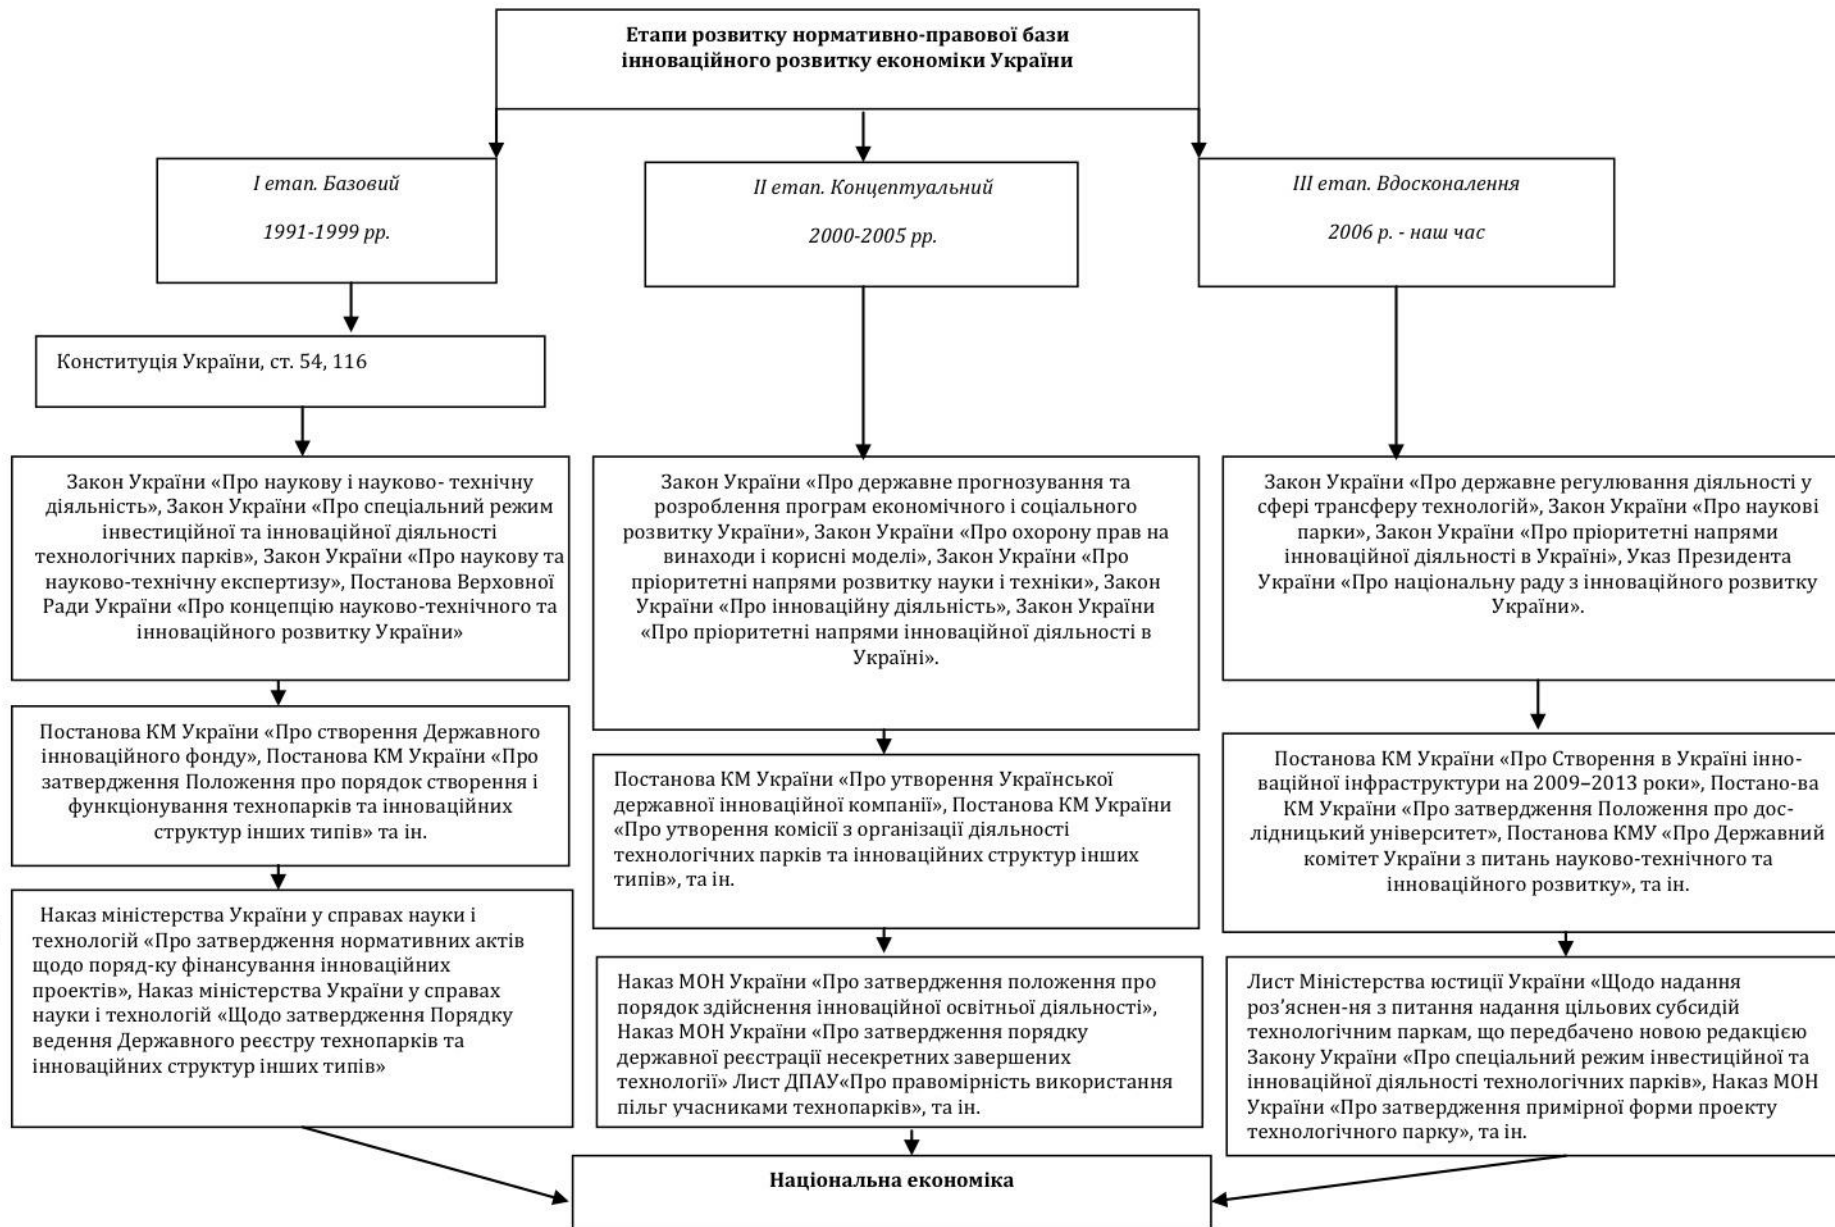 Етапи розвитку нормативно-правової бази
інноваційного розвитку економіки України
І етап. Базовий
1991-1999 рр.
ІІ етап. Концептуальний
2000-2005 рр.
ІІІ етап. Вдосконалення
2006 р. - наш час
Конституція України, ст. 54, 116
Закон України «Про наукову і науково- технічну
діяльність», Закон України «Про спеціальний режим
інвестиційної та інноваційної діяльності
технологічних парків», Закон України «Про наукову та
науково-технічну експертизу», Постанова Верховної
Ради України «Про концепцію науково-технічного та
інноваційного розвитку України»
Закон України «Про державне прогнозування та
розроблення програм економічного і соціального
розвитку України», Закон України «Про охорону прав на
винаходи і корисні моделі», Закон України «Про
пріоритетні напрями розвитку науки і техніки», Закон
України «Про інноваційну діяльність», Закон України
«Про пріоритетні напрями інноваційної діяльності в
Україні».
Закон України «Про державне регулювання діяльності у
сфері трансферу технологій», Закон України «Про наукові
парки», Закон України «Про пріоритетні напрями
інноваційної діяльності в Україні», Указ Президента
України «Про національну раду з інноваційного розвитку
України».
Постанова КМ України «Про створення Державного
інноваційного фонду», Постанова КМ України «Про
затвердження Положення про порядок створення і
функціонування технопарків та інноваційних
структур інших типів» та ін.
Постанова КМ України «Про утворення Української
державної інноваційної компанії», Постанова КМ України
«Про утворення комісії з організації діяльності
технологічних парків та інноваційних структур інших
типів», та ін.
Постанова КМ України «Про Створення в Україні інно-
ваційної інфраструктури на 2009–2013 роки», Постано-ва
КМ України «Про затвердження Положення про дос-
лідницький університет», Постанова КМУ «Про Державний
комітет України з питань науково-технічного та
інноваційного розвитку», та ін.
Наказ міністерства України у справах науки і
технологій «Про затвердження нормативних актів
щодо поряд-ку фінансування інноваційних
проектів», Наказ міністерства України у справах
науки і технологій «Щодо затвердження Порядку
ведення Державного реєстру технопарків та
інноваційних структур інших типів»
Наказ МОН України «Про затвердження положення про
порядок здійснення інноваційної освітньої діяльності»,
Наказ МОН України «Про затвердження порядку
державної реєстрації несекретних завершених
технології» Лист ДПАУ«Про правомірність використання
пільг учасниками технопарків», та ін.
Лист Міністерства юстиції України «Щодо надання
роз’яснен-ня з питання надання цільових субсидій
технологічним паркам, що передбачено новою редакцією
Закону України «Про спеціальний режим інвестиційної та
інноваційної діяльності технологічних парків», Наказ МОН
України «Про затвердження примірної форми проекту
технологічного парку», та ін.
Національна економіка